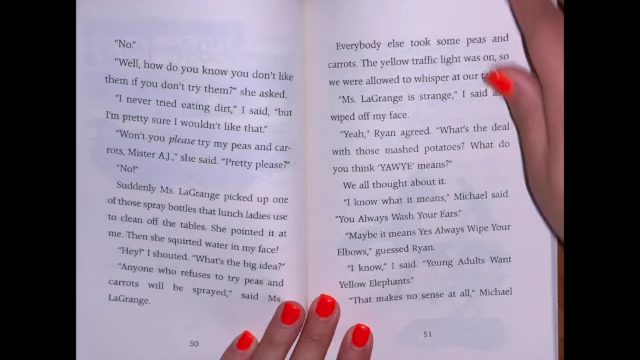 "No."
"Well, how do you know you don't like
them if you don't try them?" she asked.
"I never tried eating dirt," I said, "but
I'm pretty sure I wouldn't like that."
"Won't you please try my peas and car-
rots, Mister A.J.," she said. "Pretty please?"
"No!"
Suddenly Ms. LaGrange picked up one
of those spray bottles that lunch ladies use
to clean off the tables. She pointed it at
me. Then she squirted water in my face!
"Hey!" I shouted. "What's the big idea?"
"Anyone who refuses to try peas and
carrots will be sprayed," said Ms.
LaGrange.
50
Everybody else took some peas and
carrots. The yellow traffic light was on, so
we were allowed to whisper at our
"Ms. LaGrange is strange," I said
wiped off my face.
"Yeah," Ryan agreed. "What's the deal
with those mashed potatoes? What do
you think 'YAWYE' means?"
We all thought about it.
"I know what it means," Michael said.
"You Always Wash Your Ears."
"Maybe it means Yes Always Wipe Your
Elbows," guessed Ryan.
"I know," I said. "Young Adults Want
Yellow Elephants."
"That makes no sense at all," Michael
51